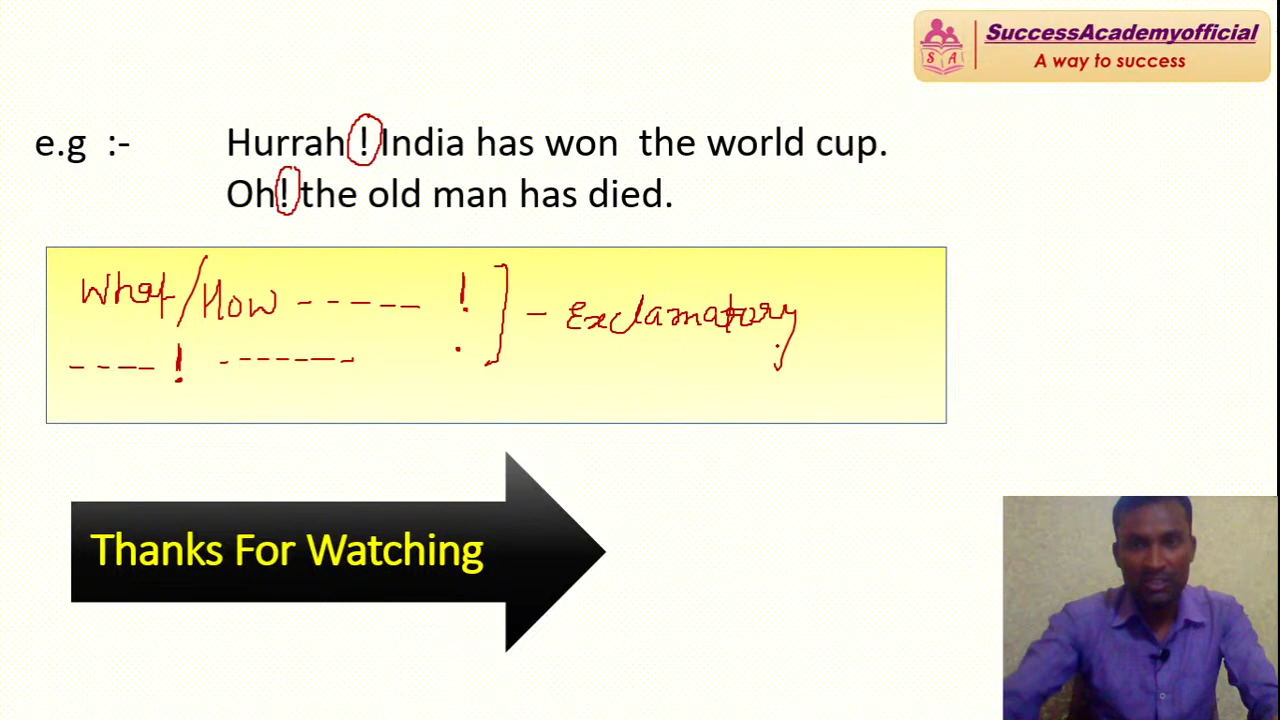 SuccessAcademyofficial
S A
A way to success
e.g :- Hurrah ! India has won the world cup.
Oh! the old man has died.
What/How ----- ! ] - Exclamatory
---- ! ------- .
Thanks For Watching